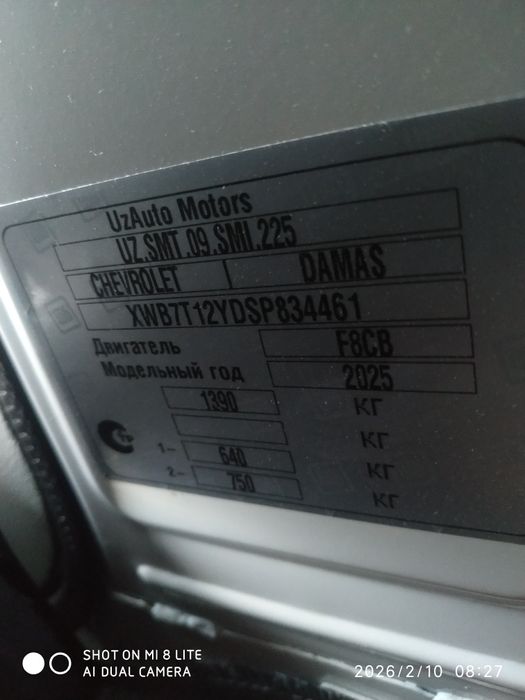 UzAuto Motors
UZ.SMT.09.SMI.225
CHEVROLET DAMAS
XWB7T12YDSP834461
Двигатель F8CB
Модельный год 2025
1390 КГ
КГ
1- 640 КГ
2- 750 КГ
SHOT ON MI 8 LITE
AI DUAL CAMERA
2026/2/10 08:27